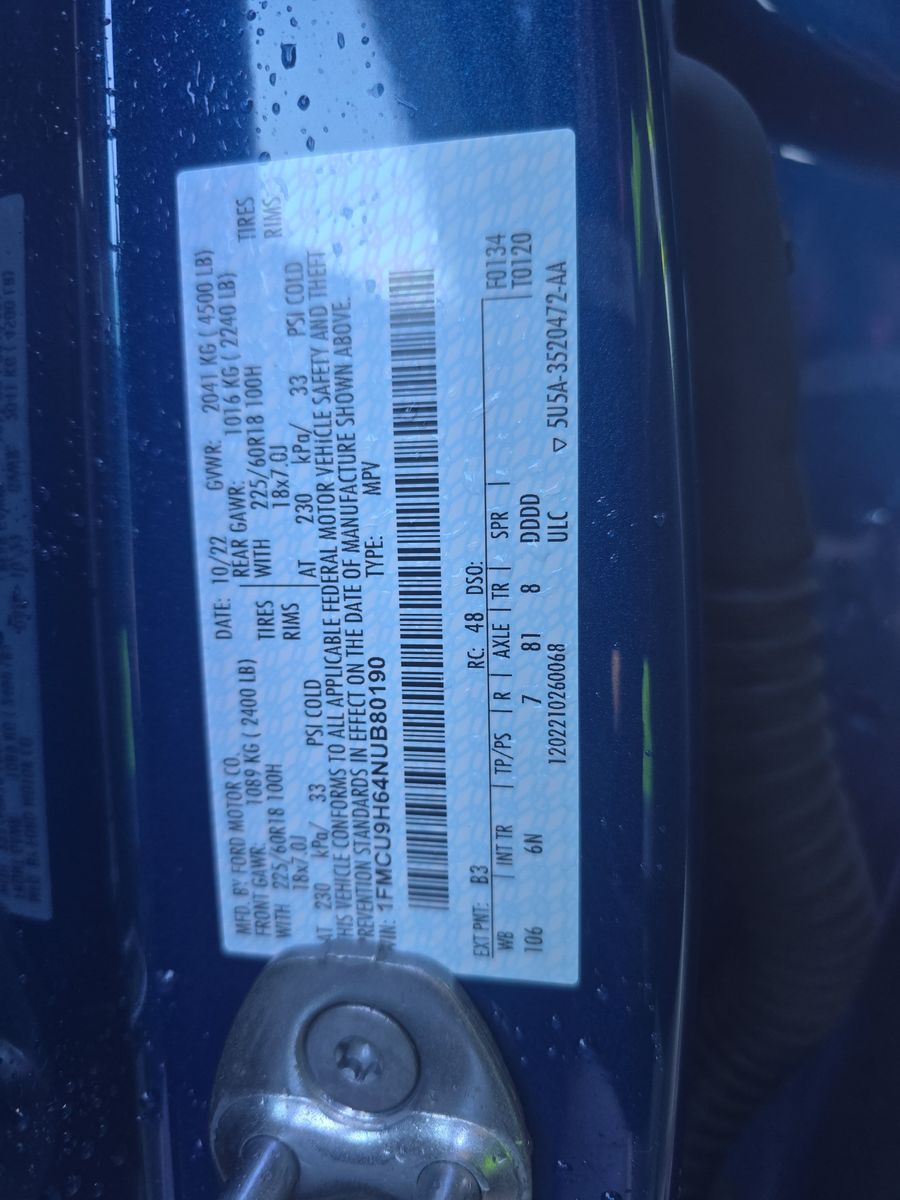 MFD. BY FORD MOTOR CO.
DATE: 10/22 GVWR: 2041 KG ( 4500 LB)
FRONT GAWR: 1089 KG ( 2400 LB) REAR GAWR: 1016 KG ( 2240 LB)
WITH 225/60R18 100H TIRES WITH 225/60R18 100H TIRES
18x7.0J RIMS 18x7.0J RIMS
AT 230 kPa/ 33 PSI COLD AT 230 kPa/ 33 PSI COLD
HIS VEHICLE CONFORMS TO ALL APPLICABLE FEDERAL MOTOR VEHICLE SAFETY AND THEFT
REVENTION STANDARDS IN EFFECT ON THE DATE OF MANUFACTURE SHOWN ABOVE.
IN: 1FMCU9H64NUB80190 TYPE: MPV
EXT PNT: B3 RC: 48 DSO:
WB INT TR TP/PS R AXLE TR SPR F0134
106 6N 7 81 8 DDDD T0120
1202210260068 ULC ▽ 5U5A-3520472-AA